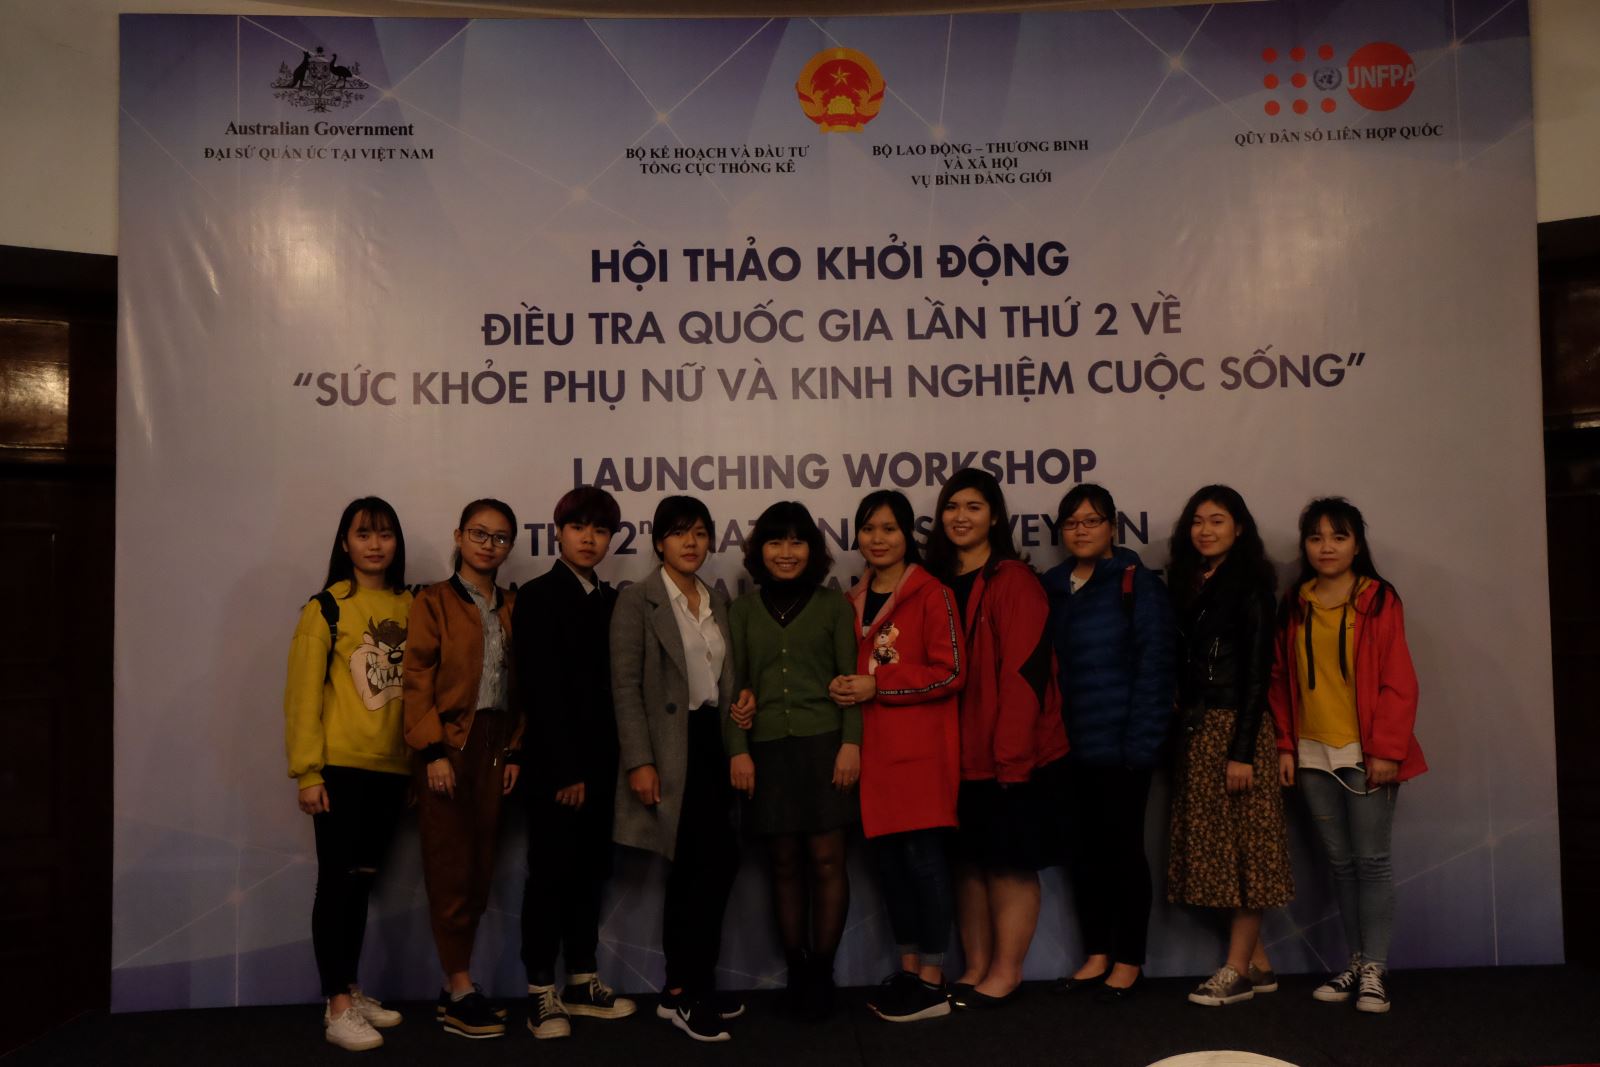 Australian Government
ĐẠI SỨ QUÁN ÚC TẠI VIỆT NAM
BỘ KẾ HOẠCH VÀ ĐẦU TƯ
TỔNG CỤC THỐNG KÊ
BỘ LAO ĐỘNG – THƯƠNG BINH
VÀ XÃ HỘI
VỤ BÌNH ĐẲNG GIỚI
UNFPA
QŨY DÂN SỐ LIÊN HỢP QUỐC
HỘI THẢO KHỞI ĐỘNG
ĐIỀU TRA QUỐC GIA LẦN THỨ 2 VỀ
“SỨC KHỎE PHỤ NỮ VÀ KINH NGHIỆM CUỘC SỐNG”
LAUNCHING WORKSHOP
2ⁿ